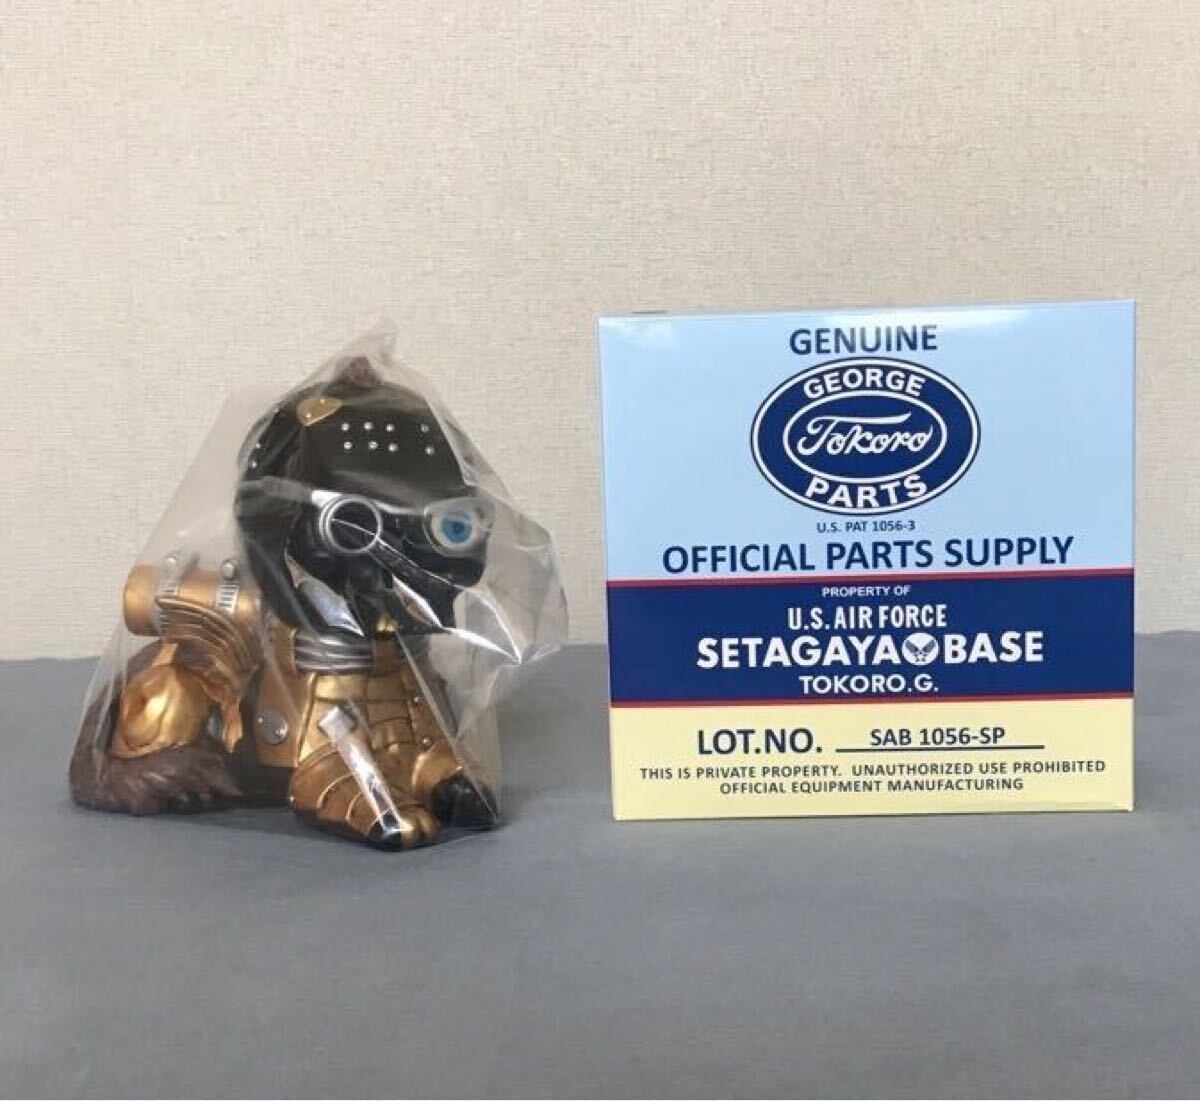 GENUINE
GEORGE
Tokoro
PARTS
U.S. PAT 1056-3
OFFICIAL PARTS SUPPLY
PROPERTY OF
U.S. AIR FORCE
SETAGAYA BASE
TOKORO.G.
LOT.NO. SAB 1056-SP
THIS IS PRIVATE PROPERTY. UNAUTHORIZED USE PROHIBITED
OFFICIAL EQUIPMENT MANUFACTURING